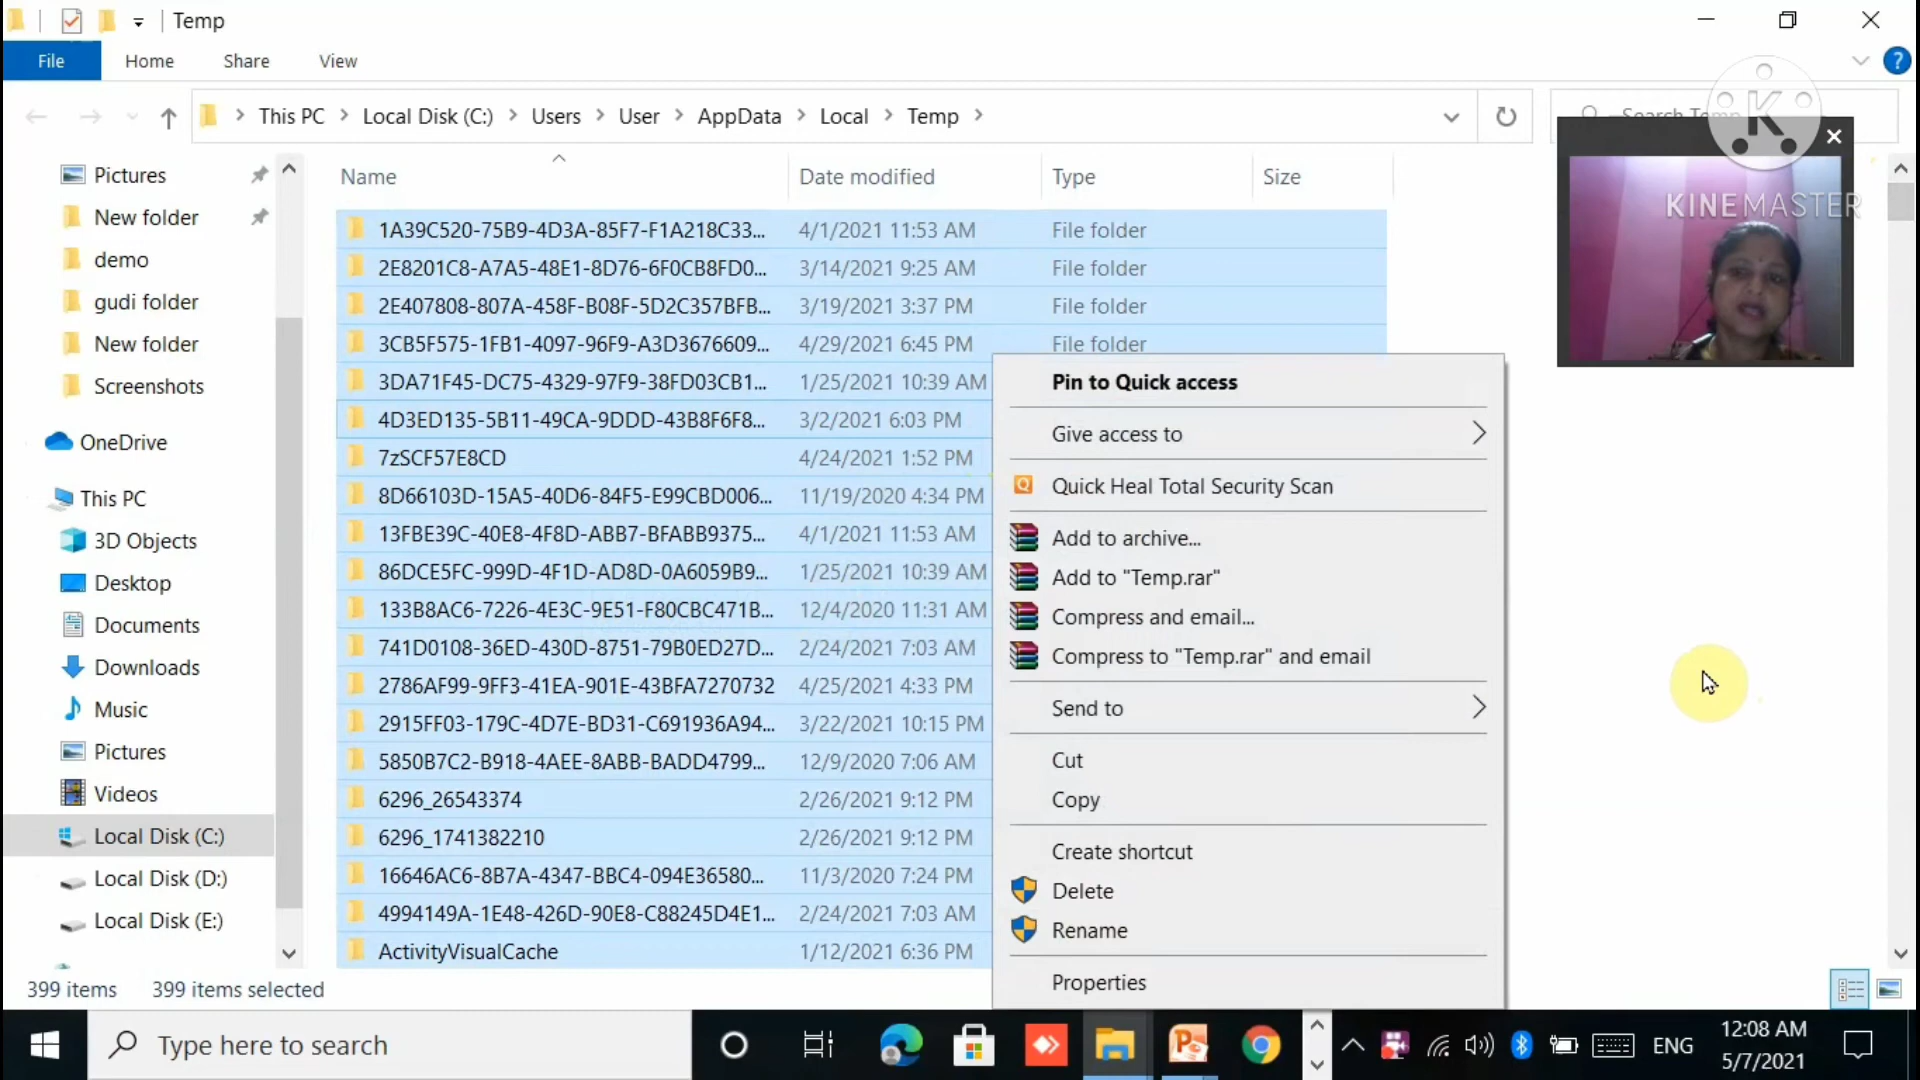 Temp
File
Home
Share
View
This PC
Local Disk (C:)
Users
User
AppData
Local
Temp
Search Temp
K
KINEMASTER
Pictures
New folder
demo
gudi folder
New folder
Screenshots
OneDrive
This PC
3D Objects
Desktop
Documents
Downloads
Music
Pictures
Videos
Local Disk (C:)
Local Disk (D:)
Local Disk (E:)
Name Date modified Type Size
1A39C520-75B9-4D3A-85F7-F1A218C33... 4/1/2021 11:53 AM File folder
2E8201C8-A7A5-48E1-8D76-6F0CB8FD0... 3/14/2021 9:25 AM File folder
2E407808-807A-458F-B08F-5D2C357BFB... 3/19/2021 3:37 PM File folder
3CB5F575-1FB1-4097-96F9-A3D3676609... 4/29/2021 6:45 PM File folder
3DA71F45-DC75-4329-97F9-38FD03CB1... 1/25/2021 10:39 AM
4D3ED135-5B11-49CA-9DDD-43B8F6F8... 3/2/2021 6:03 PM
7zSCF57E8CD 4/24/2021 1:52 PM
8D66103D-15A5-40D6-84F5-E99CBD006... 11/19/2020 4:34 PM
13FBE39C-40E8-4F8D-ABB7-BFABB9375... 4/1/2021 11:53 AM
86DCE5FC-999D-4F1D-AD8D-0A6059B9... 1/25/2021 10:39 AM
133B8AC6-7226-4E3C-9E51-F80CBC471B... 12/4/2020 11:31 AM
741D0108-36ED-430D-8751-79B0ED27D... 2/24/2021 7:03 AM
2786AF99-9FF3-41EA-901E-43BFA7270732 4/25/2021 4:33 PM
2915FF03-179C-4D7E-BD31-C691936A94... 3/22/2021 10:15 PM
5850B7C2-B918-4AEE-8ABB-BADD4799... 12/9/2020 7:06 AM
6296_26543374 2/26/2021 9:12 PM
6296_1741382210 2/26/2021 9:12 PM
16646AC6-8B7A-4347-BBC4-094E36580... 11/3/2020 7:24 PM
4994149A-1E48-426D-90E8-C88245D4E1... 2/24/2021 7:03 AM
ActivityVisualCache 1/12/2021 6:36 PM
Pin to Quick access
Give access to
Quick Heal Total Security Scan
Add to archive...
Add to "Temp.rar"
Compress and email...
Compress to "Temp.rar" and email
Send to
Cut
Copy
Create shortcut
Delete
Rename
Properties
399 items 399 items selected
Type here to search
ENG
12:08 AM
5/7/2021